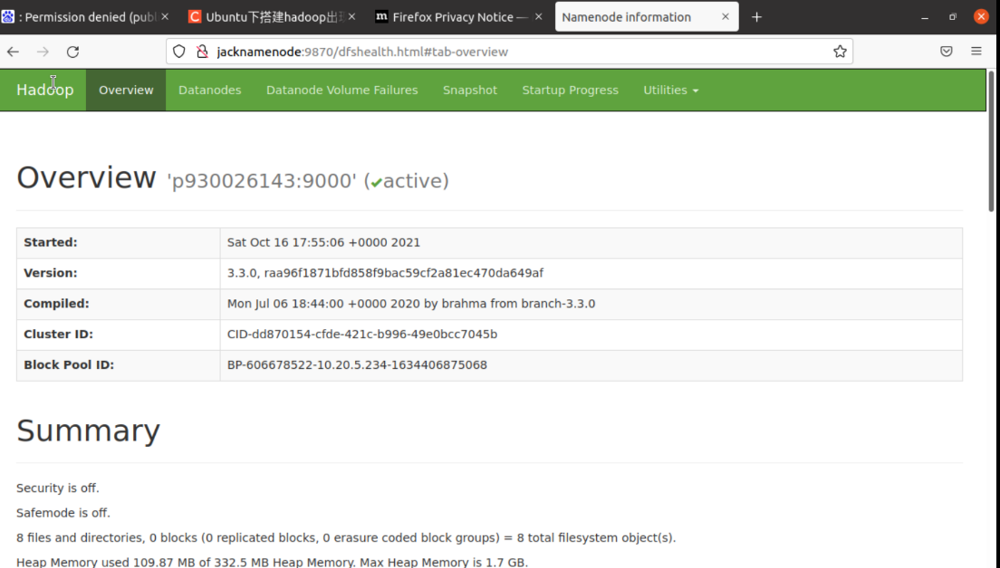 : Permission denied (publ
Ubuntu下搭建hadoop出
Firefox Privacy Notice —
Namenode information
jacknamenode:9870/dfshealth.html#tab-overview
Hadoop Overview Datanodes Datanode Volume Failures Snapshot Startup Progress Utilities
Overview 'p930026143:9000' (✔active)
Started: Sat Oct 16 17:55:06 +0000 2021
Version: 3.3.0, raa96f1871bfd858f9bac59cf2a81ec470da649af
Compiled: Mon Jul 06 18:44:00 +0000 2020 by brahma from branch-3.3.0
Cluster ID: CID-dd870154-cfde-421c-b996-49e0bcc7045b
Block Pool ID: BP-606678522-10.20.5.234-1634406875068
Summary
Security is off.
Safemode is off.
8 files and directories, 0 blocks (0 replicated blocks, 0 erasure coded block groups) = 8 total filesystem object(s).
Heap Memory used 109.87 MB of 332.5 MB Heap Memory. Max Heap Memory is 1.7 GB.